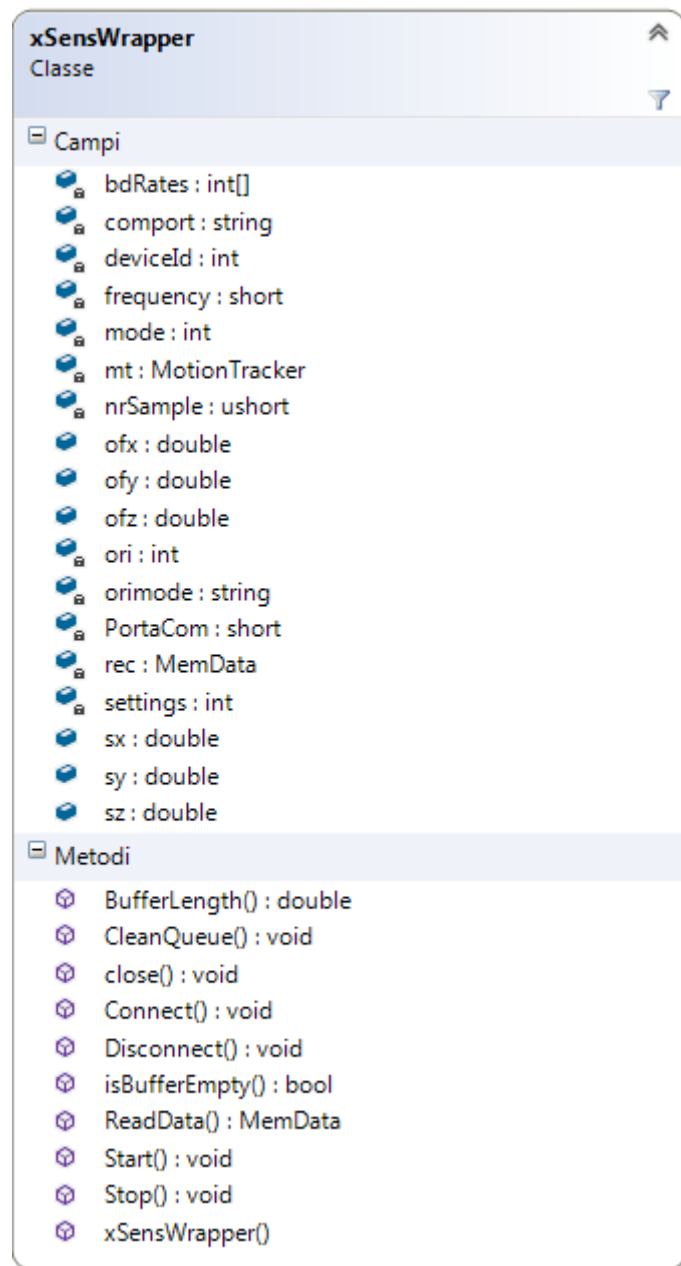 xSensWrapper
Classe
Campi
bdRates : int[]
comport : string
deviceId : int
frequency : short
mode : int
mt : MotionTracker
nrSample : ushort
ofx : double
ofy : double
ofz : double
ori : int
orimode : string
PortaCom : short
rec : MemData
settings : int
sx : double
sy : double
sz : double
Metodi
BufferLength() : double
CleanQueue() : void
close() : void
Connect() : void
Disconnect() : void
isBufferEmpty() : bool
ReadData() : MemData
Start() : void
Stop() : void
xSensWrapper()